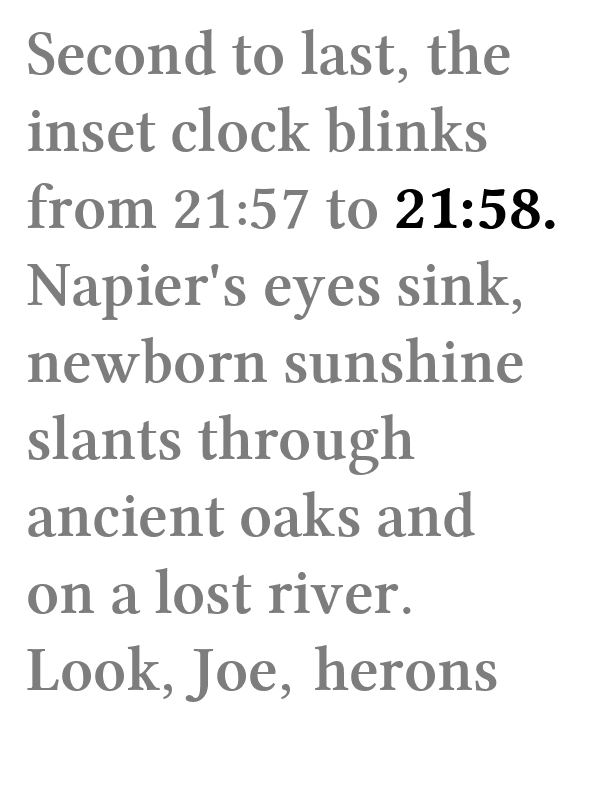 Second to last, the
inset clock blinks
from 21:57 to 21:58.
Napier's eyes sink,
newborn sunshine
slants through
ancient oaks and
on a lost river.
Look, Joe, herons